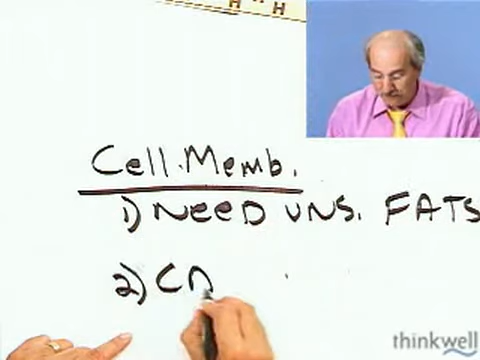 H H
Cell. Memb.
1) NEED UNS. FATS
2) C
thinkwell